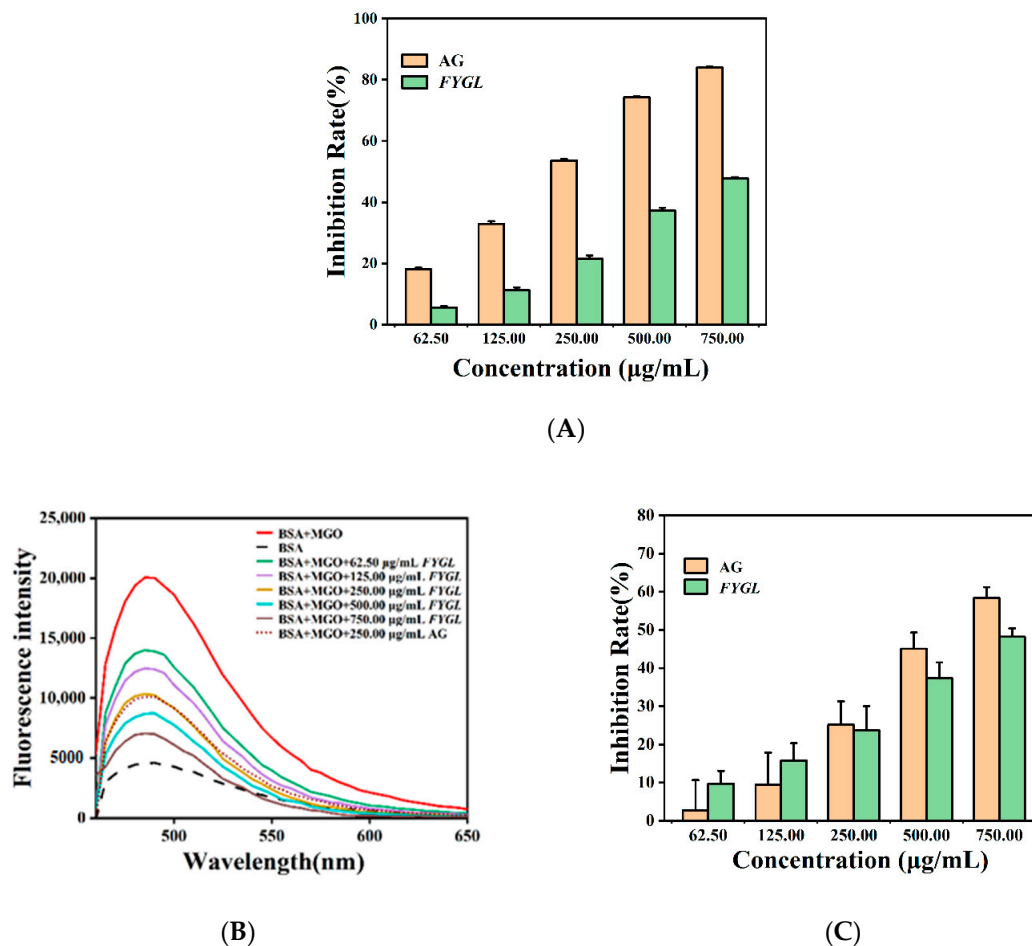 100
80
60
40
20
0
Inhibition Rate(%)
AG
FYGL
62.50 125.00 250.00 500.00 750.00
Concentration (μg/mL)
(A)
25,000
20,000
15,000
10,000
5000
0
Fluorescence intensity
BSA+MGO
BSA
BSA+MGO+62.50 μg/mL FYGL
BSA+MGO+125.00 μg/mL FYGL
BSA+MGO+250.00 μg/mL FYGL
BSA+MGO+500.00 μg/mL FYGL
BSA+MGO+750.00 μg/mL FYGL
BSA+MGO+250.00 μg/mL AG
500 550 600 650
Wavelength(nm)
(B)
80
70
60
50
40
30
20
10
0
Inhibition Rate(%)
AG
FYGL
62.50 125.00 250.00 500.00 750.00
Concentration (μg/mL)
(C)